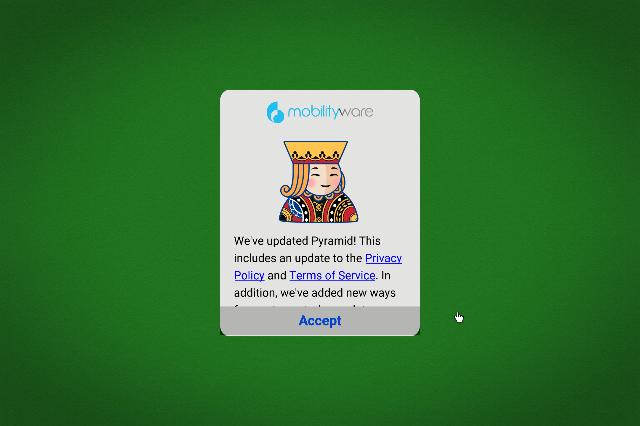 mobilityware
We've updated Pyramid! This
includes an update to the Privacy
Policy and Terms of Service. In
addition, we've added new ways
Accept